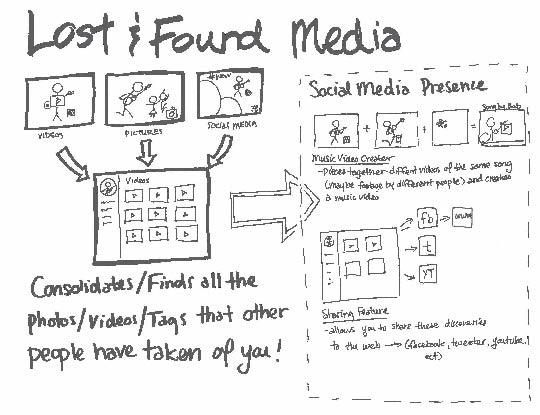 Lost & Found Media
VIDEOS
PICTURES
SOCIAL MEDIA
Videos
Consolidates/Finds all the
Photos/Videos/Tags that other
people have taken of you!
Social Media Presence
Song by Bob
Music Video Creator
- Pieces together different videos of the same song
(maybe footage by different people) and creates
a music video
fb
t
YT
Sharing Feature
- allows you to share these discoveries
to the web → (facebook, tweeter, youtube,
ect)